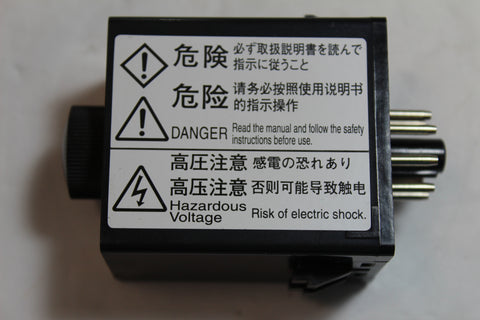 危険 必ず取扱説明書を読んで
指示に従うこと
危险 请务必按照使用说明书
的指示操作
DANGER Read the manual and follow the safety
instructions before use.
高圧注意 感電の恐れあり
高压注意 否则可能导致触电
Hazardous
Voltage Risk of electric shock.